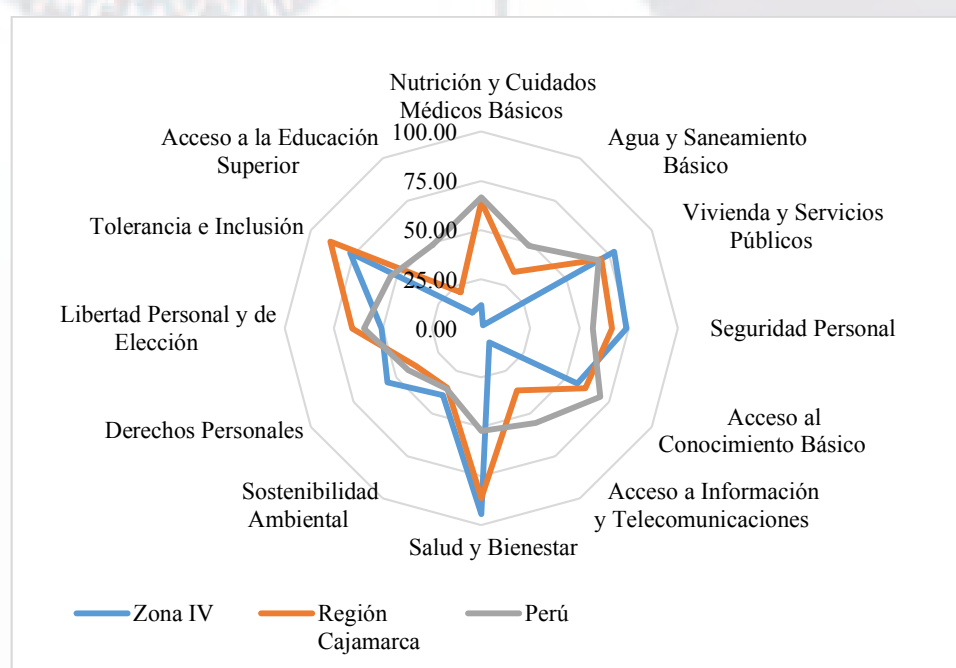 Nutrición y Cuidados
Médicos Básicos
Agua y Saneamiento
Básico
Vivienda y Servicios
Públicos
Seguridad Personal
Acceso al
Conocimiento Básico
Acceso a Información
y Telecomunicaciones
Salud y Bienestar
Sostenibilidad
Ambiental
Derechos Personales
Libertad Personal y de
Elección
Tolerancia e Inclusión
Acceso a la Educación
Superior
100.00
75.00
50.00
25.00
0.00
Zona IV
Región
Cajamarca
Perú